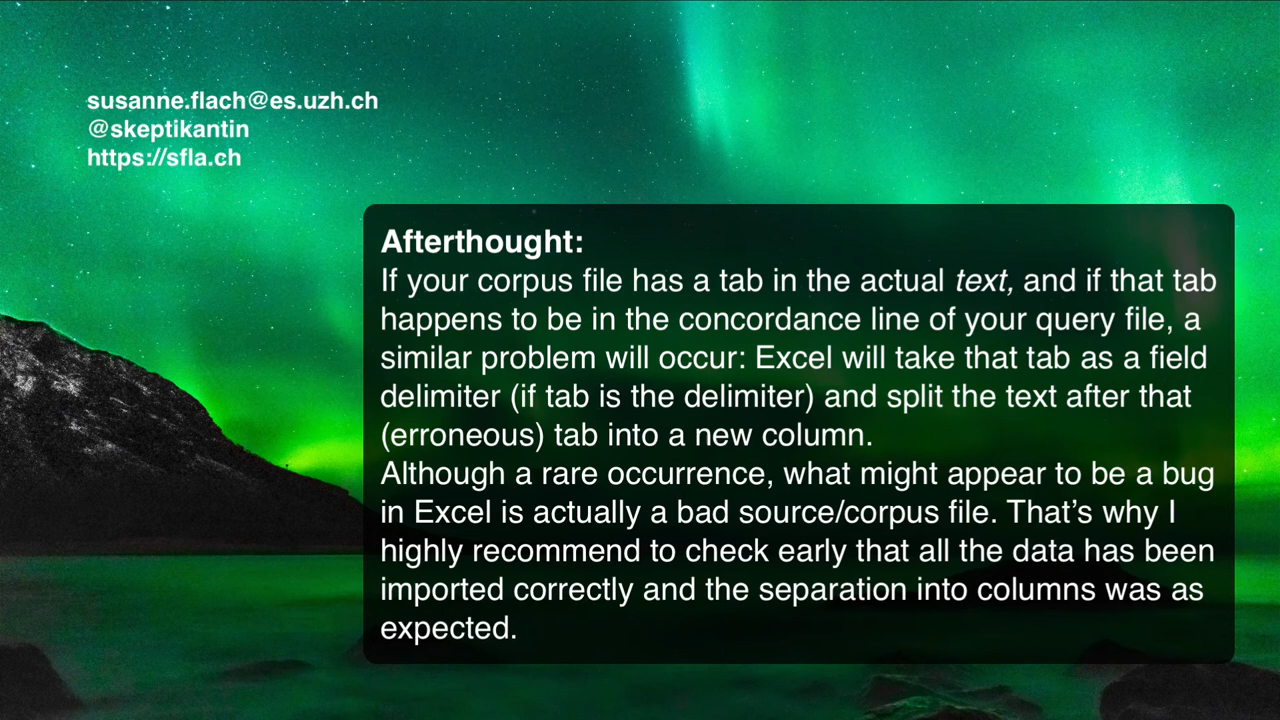 susanne.flach@es.uzh.ch
@skeptikantin
https://sfla.ch
Afterthought:
If your corpus file has a tab in the actual text, and if that tab
happens to be in the concordance line of your query file, a
similar problem will occur: Excel will take that tab as a field
delimiter (if tab is the delimiter) and split the text after that
(erroneous) tab into a new column.
Although a rare occurrence, what might appear to be a bug
in Excel is actually a bad source/corpus file. That’s why I
highly recommend to check early that all the data has been
imported correctly and the separation into columns was as
expected.